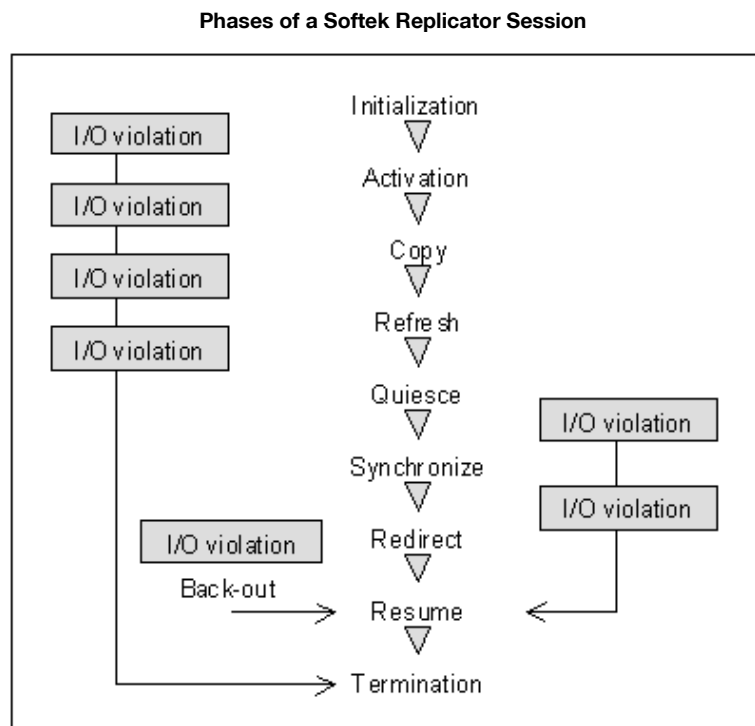 Phases of a Softek Replicator Session
I/O violation
I/O violation
I/O violation
I/O violation
Initialization
Activation
Copy
Refresh
Quiesce
Synchronize
Redirect
Resume
Termination
I/O violation
Back-out
I/O violation
I/O violation